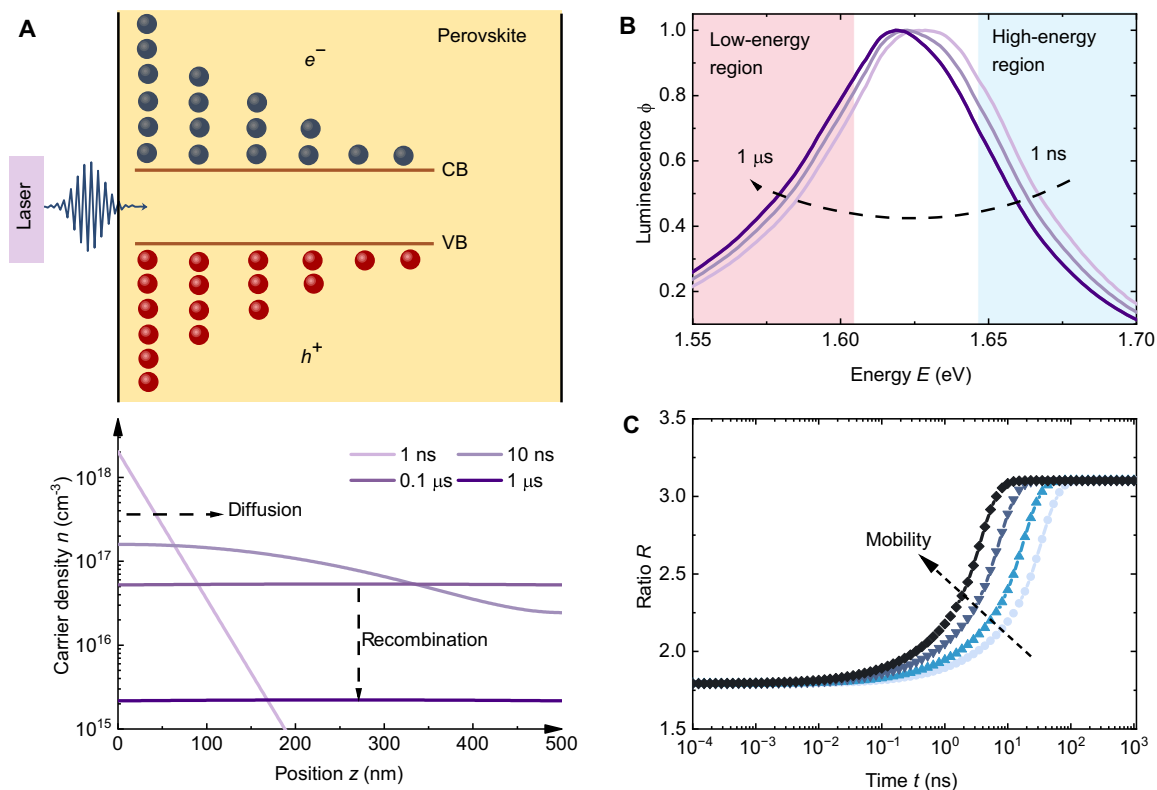 A
Perovskite
e⁻
Laser
CB
VB
h⁺
1 ns
10 ns
0.1 μs
1 μs
Diffusion
Recombination
Carrier density n (cm⁻³)
10¹⁸
10¹⁷
10¹⁶
10¹⁵
0
100
200
300
400
500
Position z (nm)
B
Low-energy
region
High-energy
region
1 μs
1 ns
Luminescence ϕ
1.0
0.8
0.6
0.4
0.2
1.55
1.60
1.65
1.70
Energy E (eV)
C
Mobility
Ratio R
3.5
3.0
2.5
2.0
1.5
10⁻⁴
10⁻³
10⁻²
10⁻¹
10⁰
10¹
10²
10³
Time t (ns)